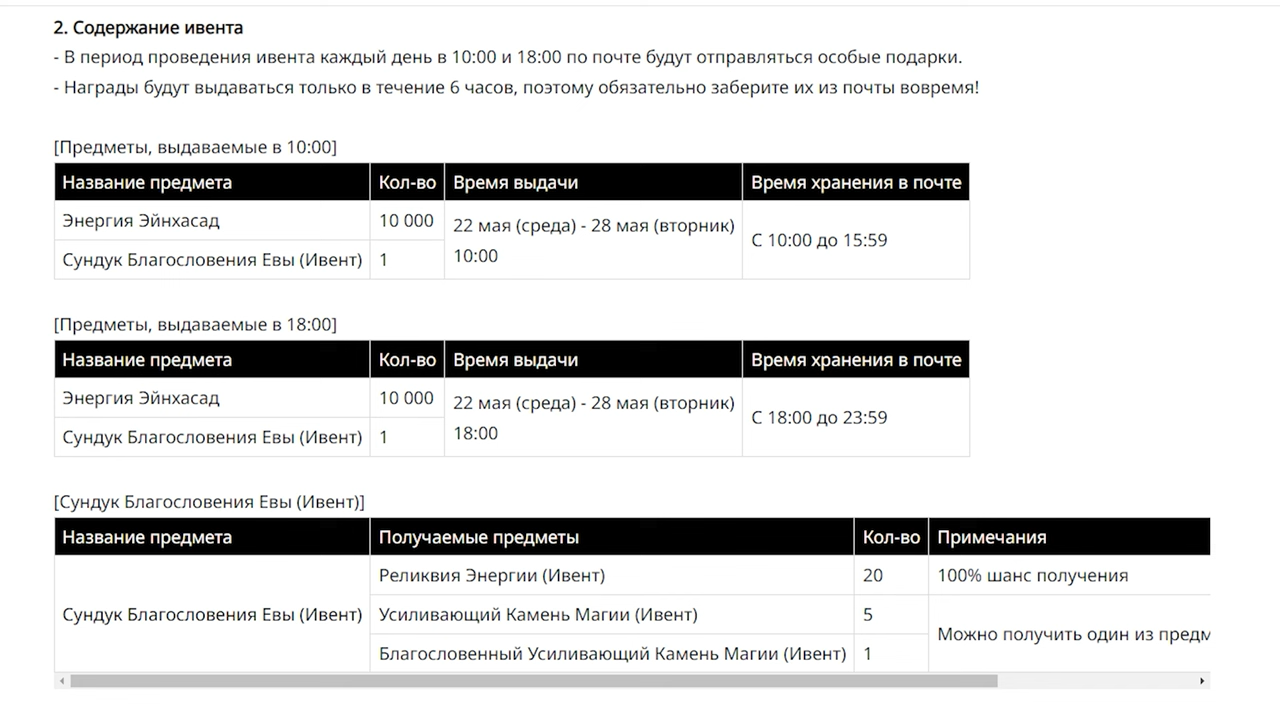 2. Содержание ивента
- В период проведения ивента каждый день в 10:00 и 18:00 по почте будут отправляться особые подарки.
- Награды будут выдаваться только в течение 6 часов, поэтому обязательно заберите их из почты вовремя!
[Предметы, выдаваемые в 10:00]
Название предмета Кол-во Время выдачи Время хранения в почте
Энергия Эйнхасад 10 000 22 мая (среда) - 28 мая (вторник) С 10:00 до 15:59
Сундук Благословения Евы (Ивент) 1 10:00
[Предметы, выдаваемые в 18:00]
Название предмета Кол-во Время выдачи Время хранения в почте
Энергия Эйнхасад 10 000 22 мая (среда) - 28 мая (вторник) С 18:00 до 23:59
Сундук Благословения Евы (Ивент) 1 18:00
[Сундук Благословения Евы (Ивент)]
Название предмета Получаемые предметы Кол-во Примечания
Реликвия Энергии (Ивент) 20 100% шанс получения
Сундук Благословения Евы (Ивент) Усиливающий Камень Магии (Ивент) 5 Можно получить один из предм
Благословенный Усиливающий Камень Магии (Ивент) 1